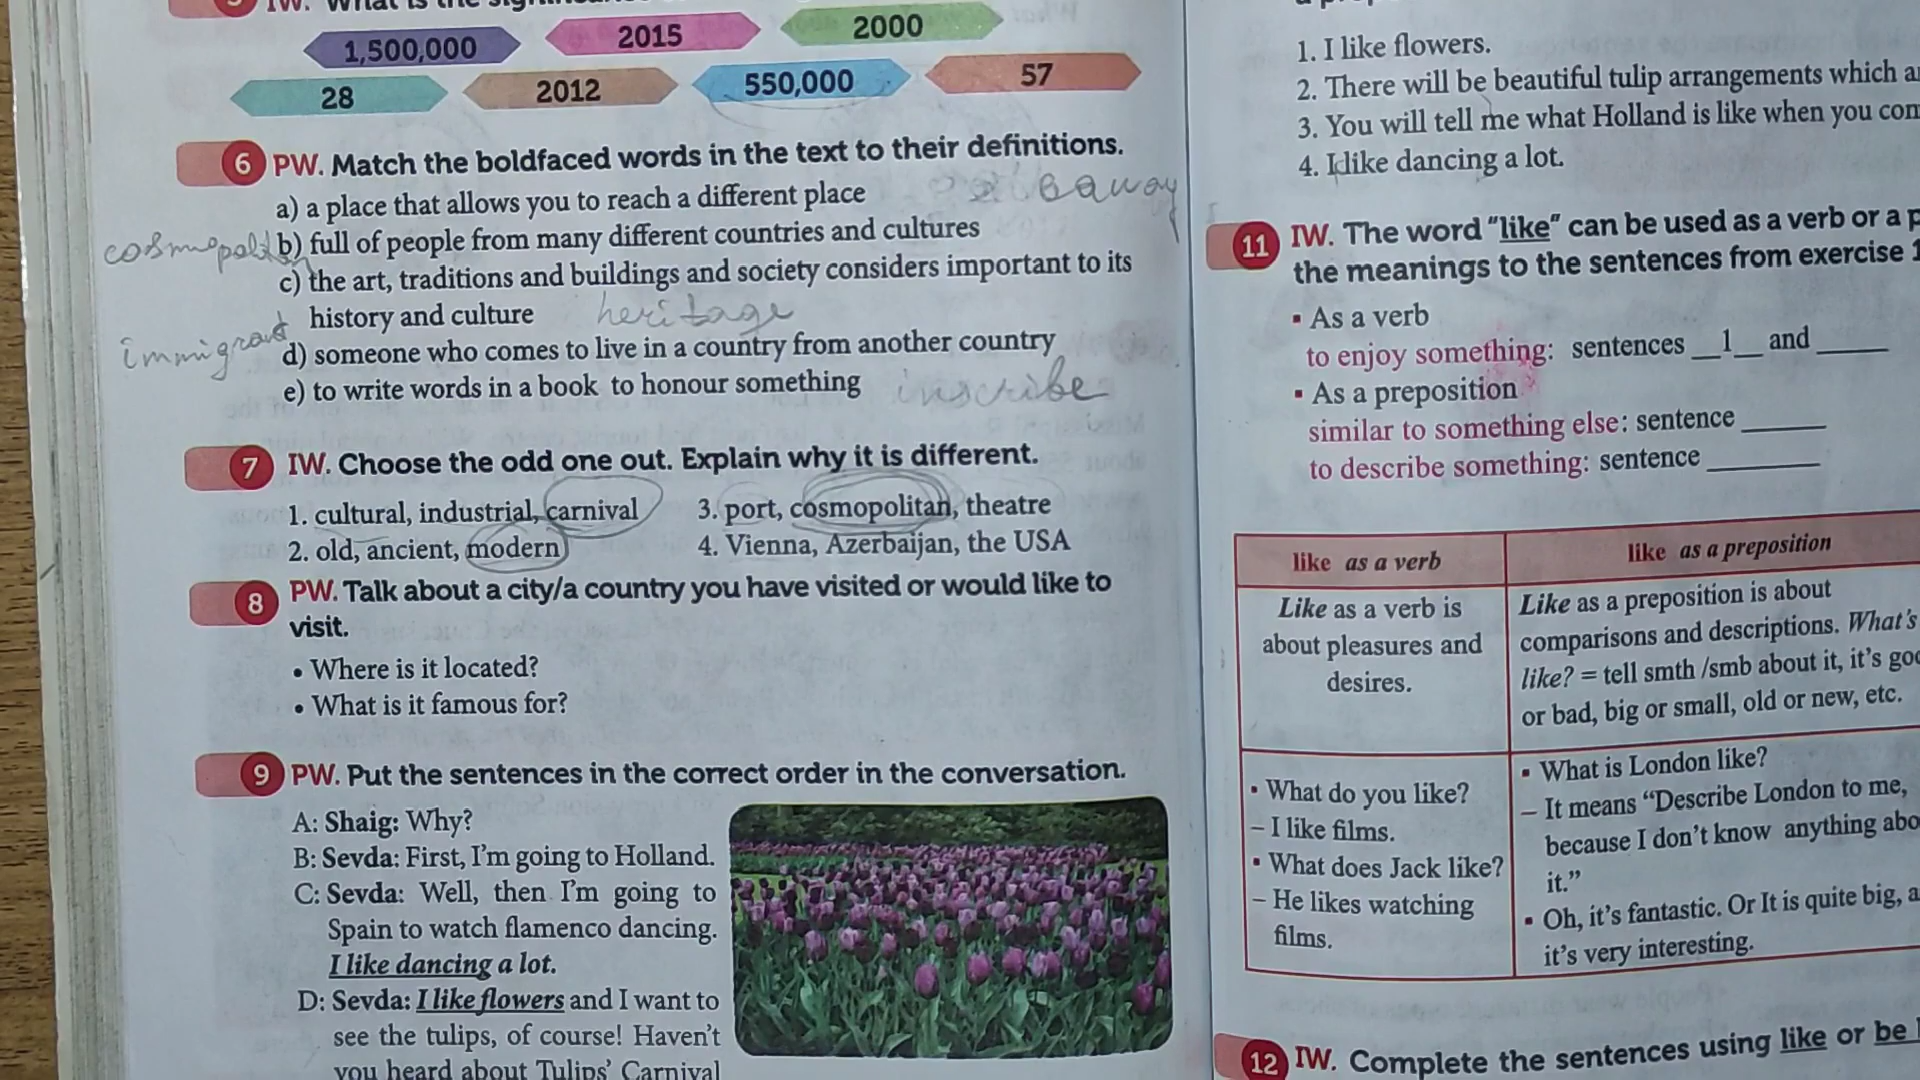 1,500,000
2015
2000
28
2012
550,000
57
6 PW. Match the boldfaced words in the text to their definitions.
a) a place that allows you to reach a different place
cosmopolitan b) full of people from many different countries and cultures
c) the art, traditions and buildings and society considers important to its
history and culture heritage
immigrant d) someone who comes to live in a country from another country
e) to write words in a book to honour something inscribe
7 IW. Choose the odd one out. Explain why it is different.
1. cultural, industrial, carnival
2. old, ancient, modern
3. port, cosmopolitan, theatre
4. Vienna, Azerbaijan, the USA
8 PW. Talk about a city/a country you have visited or would like to
visit.
• Where is it located?
• What is it famous for?
9 PW. Put the sentences in the correct order in the conversation.
A: Shaig: Why?
B: Sevda: First, I'm going to Holland.
C: Sevda: Well, then I'm going to
Spain to watch flamenco dancing.
I like dancing a lot.
D: Sevda: I like flowers and I want to
see the tulips, of course! Haven't
you heard about Tulips' Carnival
1. I like flowers.
2. There will be beautiful tulip arrangements which
3. You will tell me what Holland is like when you
4. I like dancing a lot.
11 IW. The word "like" can be used as a verb or a
the meanings to the sentences from exercise
▪ As a verb
to enjoy something: sentences __1__ and _____
▪ As a preposition
similar to something else: sentence ______
to describe something: sentence ________
like as a verb
like as a preposition
Like as a verb is
about pleasures and
desires.
Like as a preposition is about
comparisons and descriptions. What's
like? = tell smth /smb about it, it's
or bad, big or small, old or new, etc.
▪ What do you like?
– I like films.
▪ What does Jack like?
– He likes watching
films.
▪ What is London like?
– It means "Describe London to me,
because I don't know anything
it."
▪ Oh, it's fantastic. Or It is quite big,
it's very interesting.
12 IW. Complete the sentences using like or be